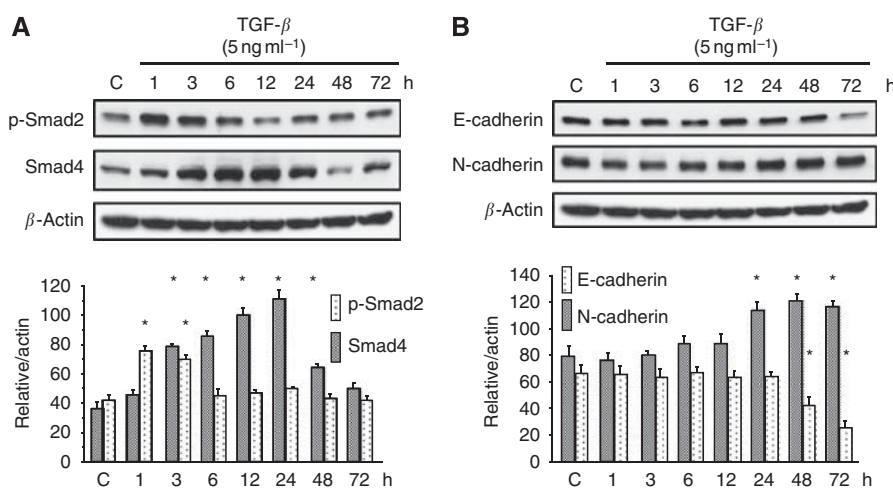 A
TGF-β
(5 ng ml⁻¹)
C 1 3 6 12 24 48 72 h
p-Smad2
Smad4
β-Actin
120
100
80
60
40
20
0
Relative/actin
* * * * *
* *
p-Smad2
Smad4
C 1 3 6 12 24 48 72 h
B
TGF-β
(5 ng ml⁻¹)
C 1 3 6 12 24 48 72 h
E-cadherin
N-cadherin
β-Actin
140
120
100
80
60
40
20
0
Relative/actin
E-cadherin
N-cadherin
* * *
* *
C 1 3 6 12 24 48 72 h